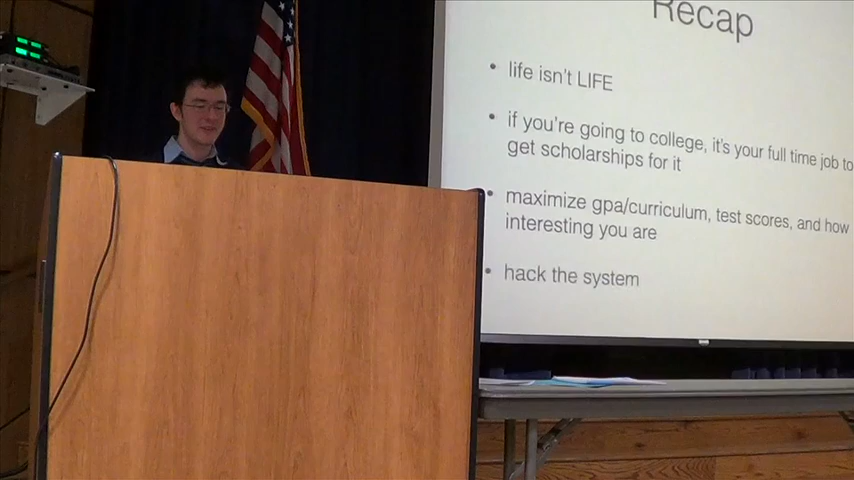 Recap
• life isn't LIFE
• if you're going to college, it's your full time job to
get scholarships for it
• maximize gpa/curriculum, test scores, and how
interesting you are
• hack the system